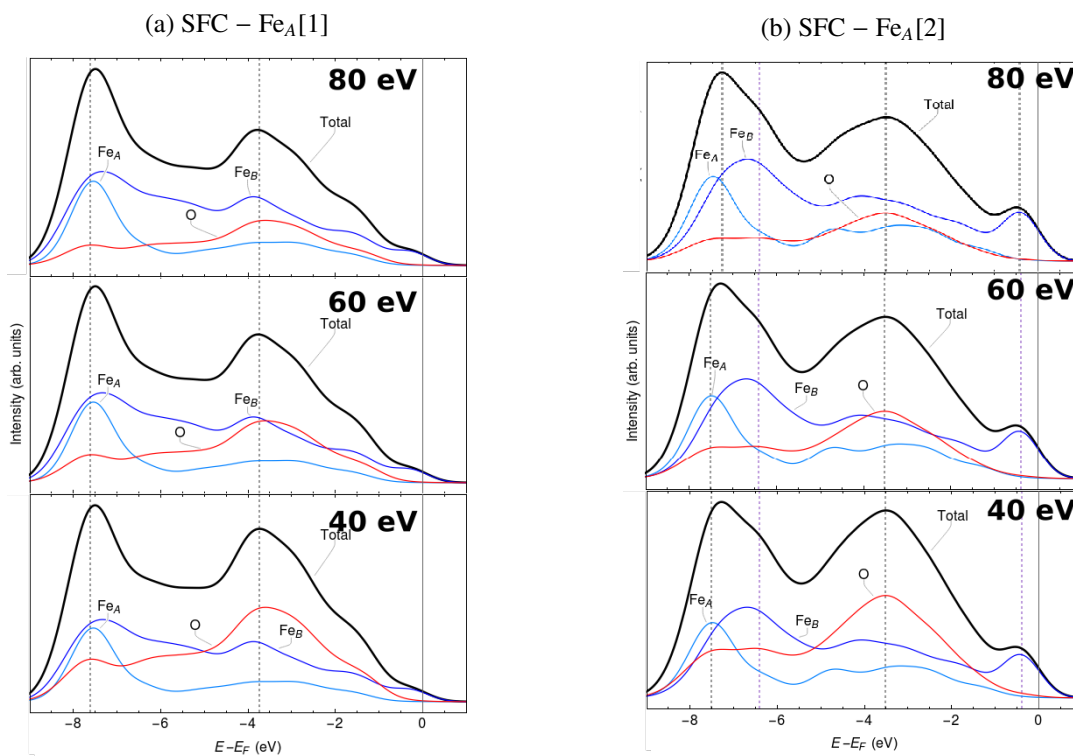 (a) SFC – Fe_A[1]
80 eV
Total
Fe_A
Fe_B
O
60 eV
Total
Fe_A
Fe_B
O
40 eV
Total
Fe_A
O
Fe_B
Intensity (arb. units)
−8 −6 −4 −2 0
E−E_F (eV)
(b) SFC – Fe_A[2]
80 eV
Total
Fe_B
Fe_A
O
60 eV
Total
Fe_A
Fe_B
O
40 eV
Total
O
Fe_A
Fe_B
Intensity (arb. units)
−8 −6 −4 −2 0
E−E_F (eV)